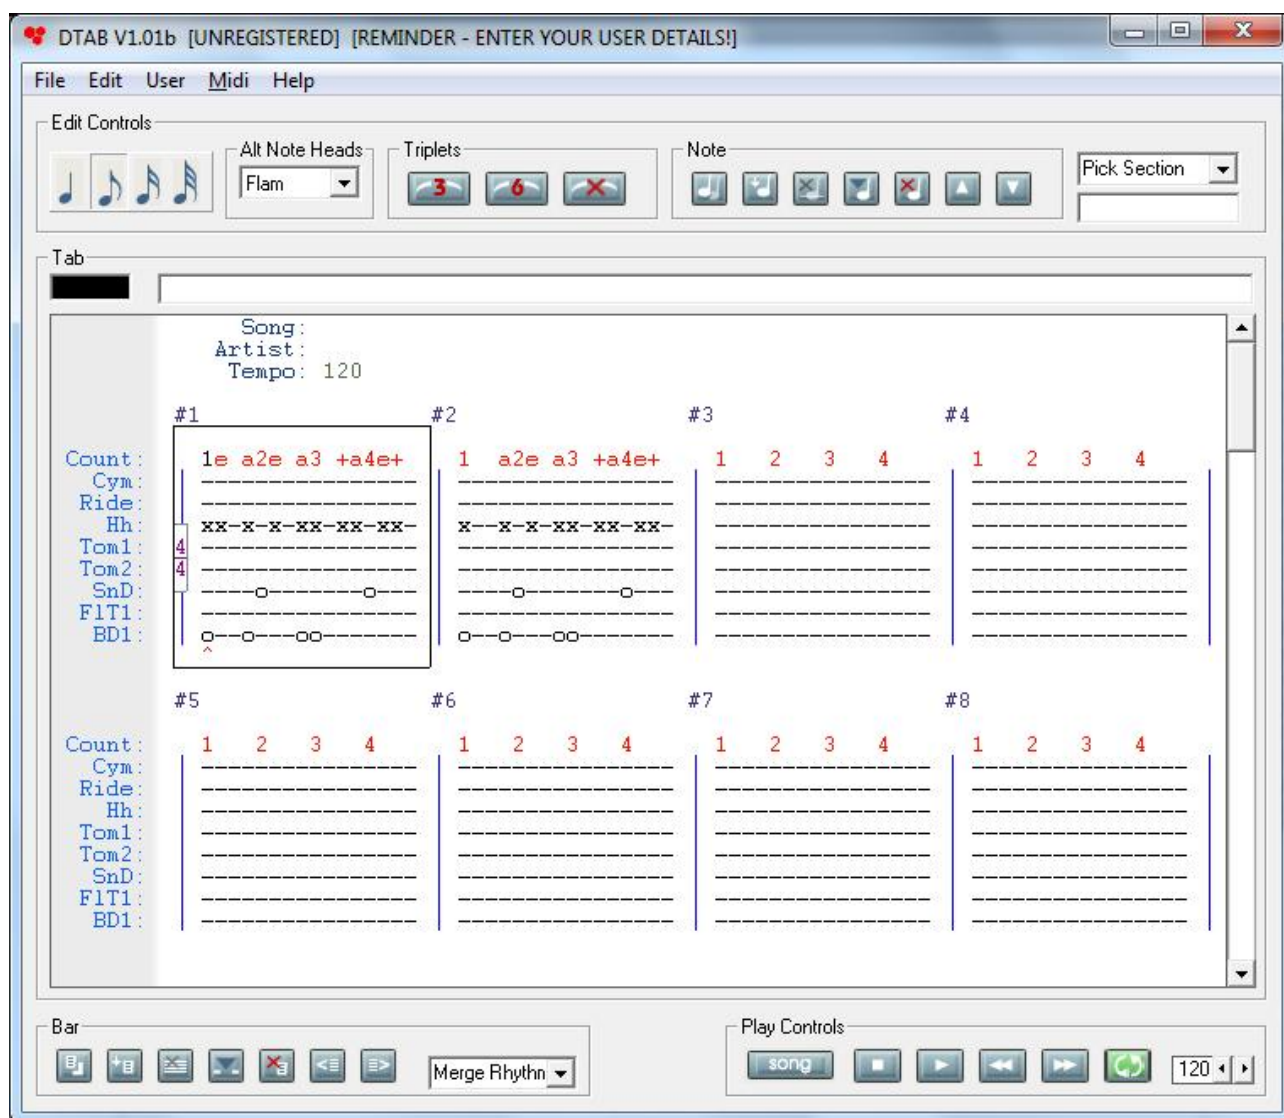 DTAB V1.01b [UNREGISTERED] [REMINDER - ENTER YOUR USER DETAILS!]
File Edit User Midi Help
Edit Controls
Alt Note Heads Triplets Note
Flam 3 6 X Pick Section
Tab
Song:
Artist:
Tempo: 120
#1 #2 #3 #4
Count: 1e a2e a3 +a4e+ 1 a2e a3 +a4e+ 1 2 3 4 1 2 3 4
Cym: ---------------- ---------------- ---------------- ----------------
Ride: ---------------- ---------------- ---------------- ----------------
Hh: xx-x-x-xx-xx-xx- x--x-x-xx-xx-xx- ---------------- ----------------
Tom1: 4 ---------------- ---------------- ---------------- ----------------
Tom2: 4 ---------------- ---------------- ---------------- ----------------
SnD: ----o-------o--- ----o-------o--- ---------------- ----------------
FlT1: ---------------- ---------------- ---------------- ----------------
BD1: o--o---oo------- o--o---oo------- ---------------- ----------------
^
#5 #6 #7 #8
Count: 1 2 3 4 1 2 3 4 1 2 3 4 1 2 3 4
Cym: ---------------- ---------------- ---------------- ----------------
Ride: ---------------- ---------------- ---------------- ----------------
Hh: ---------------- ---------------- ---------------- ----------------
Tom1: ---------------- ---------------- ---------------- ----------------
Tom2: ---------------- ---------------- ---------------- ----------------
SnD: ---------------- ---------------- ---------------- ----------------
FlT1: ---------------- ---------------- ---------------- ----------------
BD1: ---------------- ---------------- ---------------- ----------------
Bar Play Controls
Merge Rhythn song 120